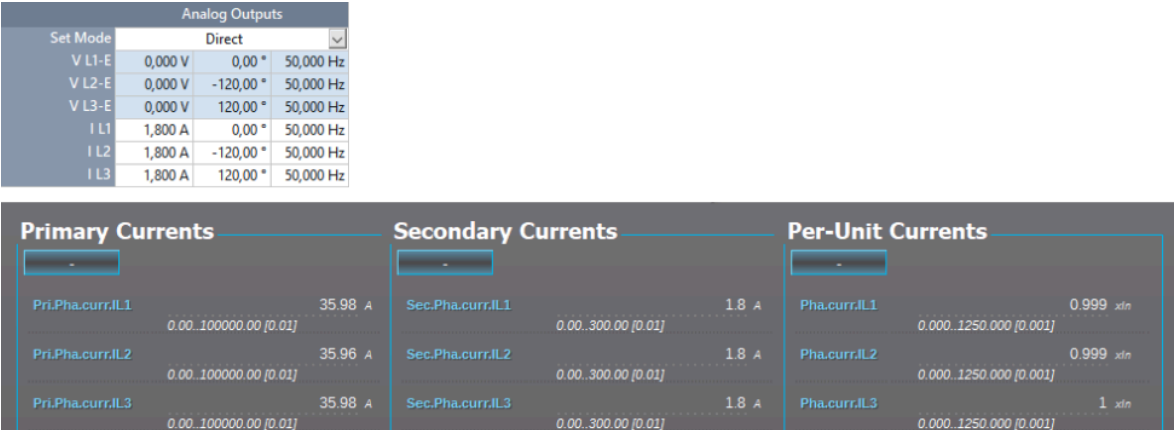 Analog Outputs
Set Mode Direct
V L1-E 0,000 V 0,00 ° 50,000 Hz
V L2-E 0,000 V -120,00 ° 50,000 Hz
V L3-E 0,000 V 120,00 ° 50,000 Hz
I L1 1,800 A 0,00 ° 50,000 Hz
I L2 1,800 A -120,00 ° 50,000 Hz
I L3 1,800 A 120,00 ° 50,000 Hz
Primary Currents Secondary Currents Per-Unit Currents
- - -
Pri.Pha.curr.IL1 35.98 A Sec.Pha.curr.IL1 1.8 A Pha.curr.IL1 0.999 xIn
0.00..100000.00 [0.01] 0.00..300.00 [0.01] 0.000..1250.000 [0.001]
Pri.Pha.curr.IL2 35.96 A Sec.Pha.curr.IL2 1.8 A Pha.curr.IL2 0.999 xIn
0.00..100000.00 [0.01] 0.00..300.00 [0.01] 0.000..1250.000 [0.001]
Pri.Pha.curr.IL3 35.98 A Sec.Pha.curr.IL3 1.8 A Pha.curr.IL3 1 xIn
0.00..100000.00 [0.01] 0.00..300.00 [0.01] 0.000..1250.000 [0.001]